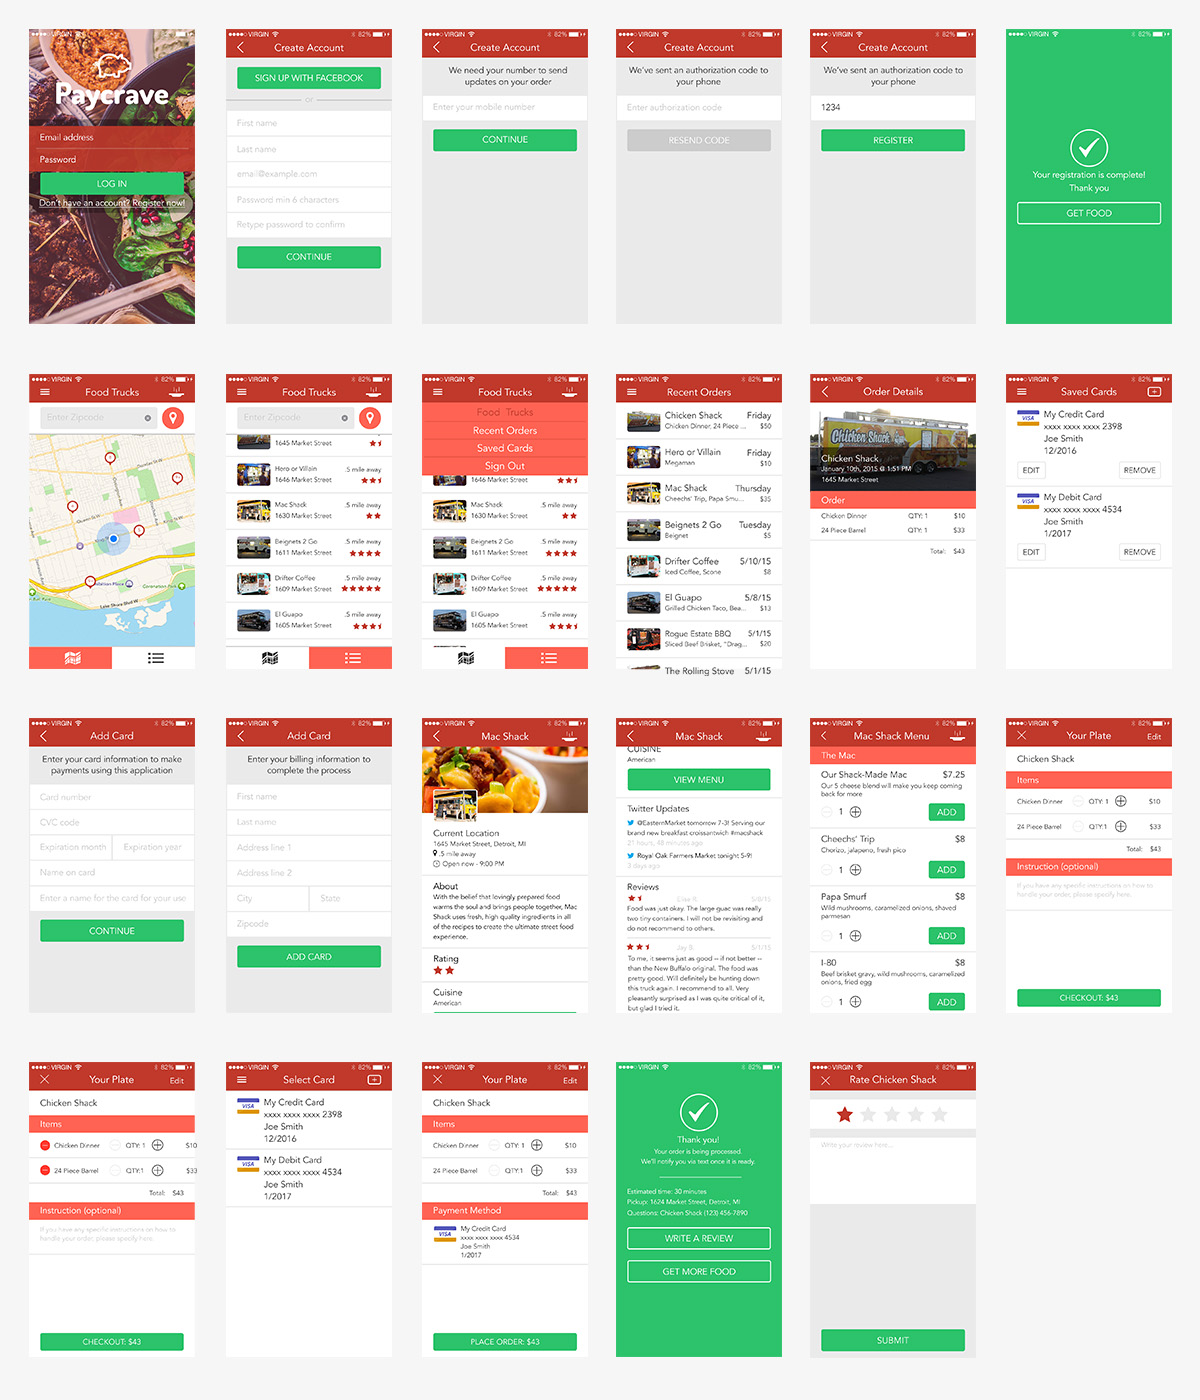 VIRGIN 82%
Paycrave
Email address
Password
LOG IN
Don't have an account? Register now!
VIRGIN 82%
Create Account
SIGN UP WITH FACEBOOK
or
First name
Last name
email@example.com
Password min 6 characters
Retype password to confirm
CONTINUE
VIRGIN 82%
Create Account
We need your number to send
updates on your order
Enter your mobile number
CONTINUE
VIRGIN 82%
Create Account
We've sent an authorization code to
your phone
Enter authorization code
RESEND CODE
VIRGIN 82%
Create Account
We've sent an authorization code to
your phone
1234
REGISTER
VIRGIN 82%
Your registration is complete!
Thank you
GET FOOD
VIRGIN 82%
Food Trucks
Enter Zipcode
VIRGIN 82%
Food Trucks
Enter Zipcode
1645 Market Street
Hero or Villain .5 mile away
1646 Market Street
Mac Shack .5 mile away
1630 Market Street
Beignets 2 Go .5 mile away
1611 Market Street
Drifter Coffee .5 mile away
1609 Market Street
El Guapo .5 mile away
1605 Market Street
VIRGIN 82%
Food Trucks
Food Trucks
Recent Orders
Saved Cards
Sign Out
1646 Market Street
Mac Shack .5 mile away
1630 Market Street
Beignets 2 Go .5 mile away
1611 Market Street
Drifter Coffee .5 mile away
1609 Market Street
El Guapo .5 mile away
1605 Market Street
VIRGIN 82%
Recent Orders
Chicken Shack Friday
Chicken Dinner, 24 Piece ... $50
Hero or Villain Friday
Megaman $10
Mac Shack Thursday
Cheechs' Trip, Papa Smu... $35
Beignets 2 Go Tuesday
Beignet $5
Drifter Coffee 5/10/15
Iced Coffee, Scone $8
El Guapo 5/8/15
Grilled Chicken Taco, Bea... $13
Rogue Estate BBQ 5/1/15
Sliced Beef Brisket, "Drag... $20
The Rolling Stove 5/1/15
VIRGIN 82%
Order Details
Chicken Shack
Chicken Shack
January 10th, 2015 @ 1:51 PM
1645 Market Street
Order
Chicken Dinner QTY: 1 $10
24 Piece Barrel QTY: 1 $33
Total: $43
VIRGIN 82%
Saved Cards
VISA
My Credit Card
xxxx xxxx xxxx 2398
Joe Smith
12/2016
EDIT REMOVE
VISA
My Debit Card
xxxx xxxx xxxx 4534
Joe Smith
1/2017
EDIT REMOVE
VIRGIN 82%
Add Card
Enter your card information to make
payments using this application
Card number
CVC code
Expiration month Expiration year
Name on card
Enter a name for the card for your use
CONTINUE
VIRGIN 82%
Add Card
Enter your billing information to
complete the process
First name
Last name
Address line 1
Address line 2
City State
Zipcode
ADD CARD
VIRGIN 82%
Mac Shack
Current Location
1645 Market Street, Detroit, MI
.5 mile away
Open now - 9:00 PM
About
With the belief that lovingly prepared food
warms the soul and brings people together, Mac
Shack uses fresh, high quality ingredients in all
of the recipes to create the ultimate street food
experience.
Rating
Cuisine
American
VIRGIN 82%
Mac Shack
CUISINE
American
VIEW MENU
Twitter Updates
@EasternMarket tomorrow 7-3! Serving our
brand new breakfast croissantwich #macshack
21 hours, 48 minutes ago
Royal Oak Farmers Market tonight 5-9!
3 days ago
Reviews
5/8/15
Food was just okay. The large guac was really
two tiny containers. I will not be revisiting and
do not recommend to others.
Jay B. 5/1/15
To me, it seems just as good -- if not better --
than the New Buffalo original. The food was
pretty good. Will definitely be hunting down
this truck again. I recommend to all. Very
pleasantly surprised as I was quite critical of it,
but glad I tried it.
VIRGIN 82%
Mac Shack Menu
The Mac
Our Shack-Made Mac $7.25
Our 5 cheese blend will make you keep coming
back for more
1 ADD
Cheechs' Trip $8
Chorizo, jalapeno, fresh pico
1 ADD
Papa Smurf $8
Wild mushrooms, caramelized onions, shaved
parmesan
1 ADD
I-80 $8
Beef brisket gravy, wild mushrooms, caramelized
onions, fried egg
1 ADD
VIRGIN 82%
Your Plate Edit
Chicken Shack
Items
Chicken Dinner QTY: 1 $10
24 Piece Barrel QTY:1 $33
Total: $43
Instruction (optional)
If you have any specific instructions on how to
handle your order, please specify here.
CHECKOUT: $43
VIRGIN 82%
Your Plate Edit
Chicken Shack
Items
Chicken Dinner QTY: 1 $10
24 Piece Barrel QTY:1 $33
Total: $43
Instruction (optional)
If you have any specific instructions on how to
handle your order, please specify here.
CHECKOUT: $43
VIRGIN 82%
Select Card
VISA
My Credit Card
xxxx xxxx xxxx 2398
Joe Smith
12/2016
VISA
My Debit Card
xxxx xxxx xxxx 4534
Joe Smith
1/2017
VIRGIN 82%
Your Plate Edit
Chicken Shack
Items
Chicken Dinner QTY: 1 $10
24 Piece Barrel QTY:1 $33
Total: $43
Payment Method
VISA
My Credit Card
xxxx xxxx xxxx 4534
Joe Smith
1/2017
PLACE ORDER: $43
VIRGIN 82%
Thank you!
Your order is being processed.
We'll notify you via text once it is ready.
Estimated time: 30 minutes
Pickup: 1624 Market Street, Detroit, MI
Questions: Chicken Shack (123) 456-7890
WRITE A REVIEW
GET MORE FOOD
VIRGIN 82%
Rate Chicken Shack
Write your review here...
SUBMIT